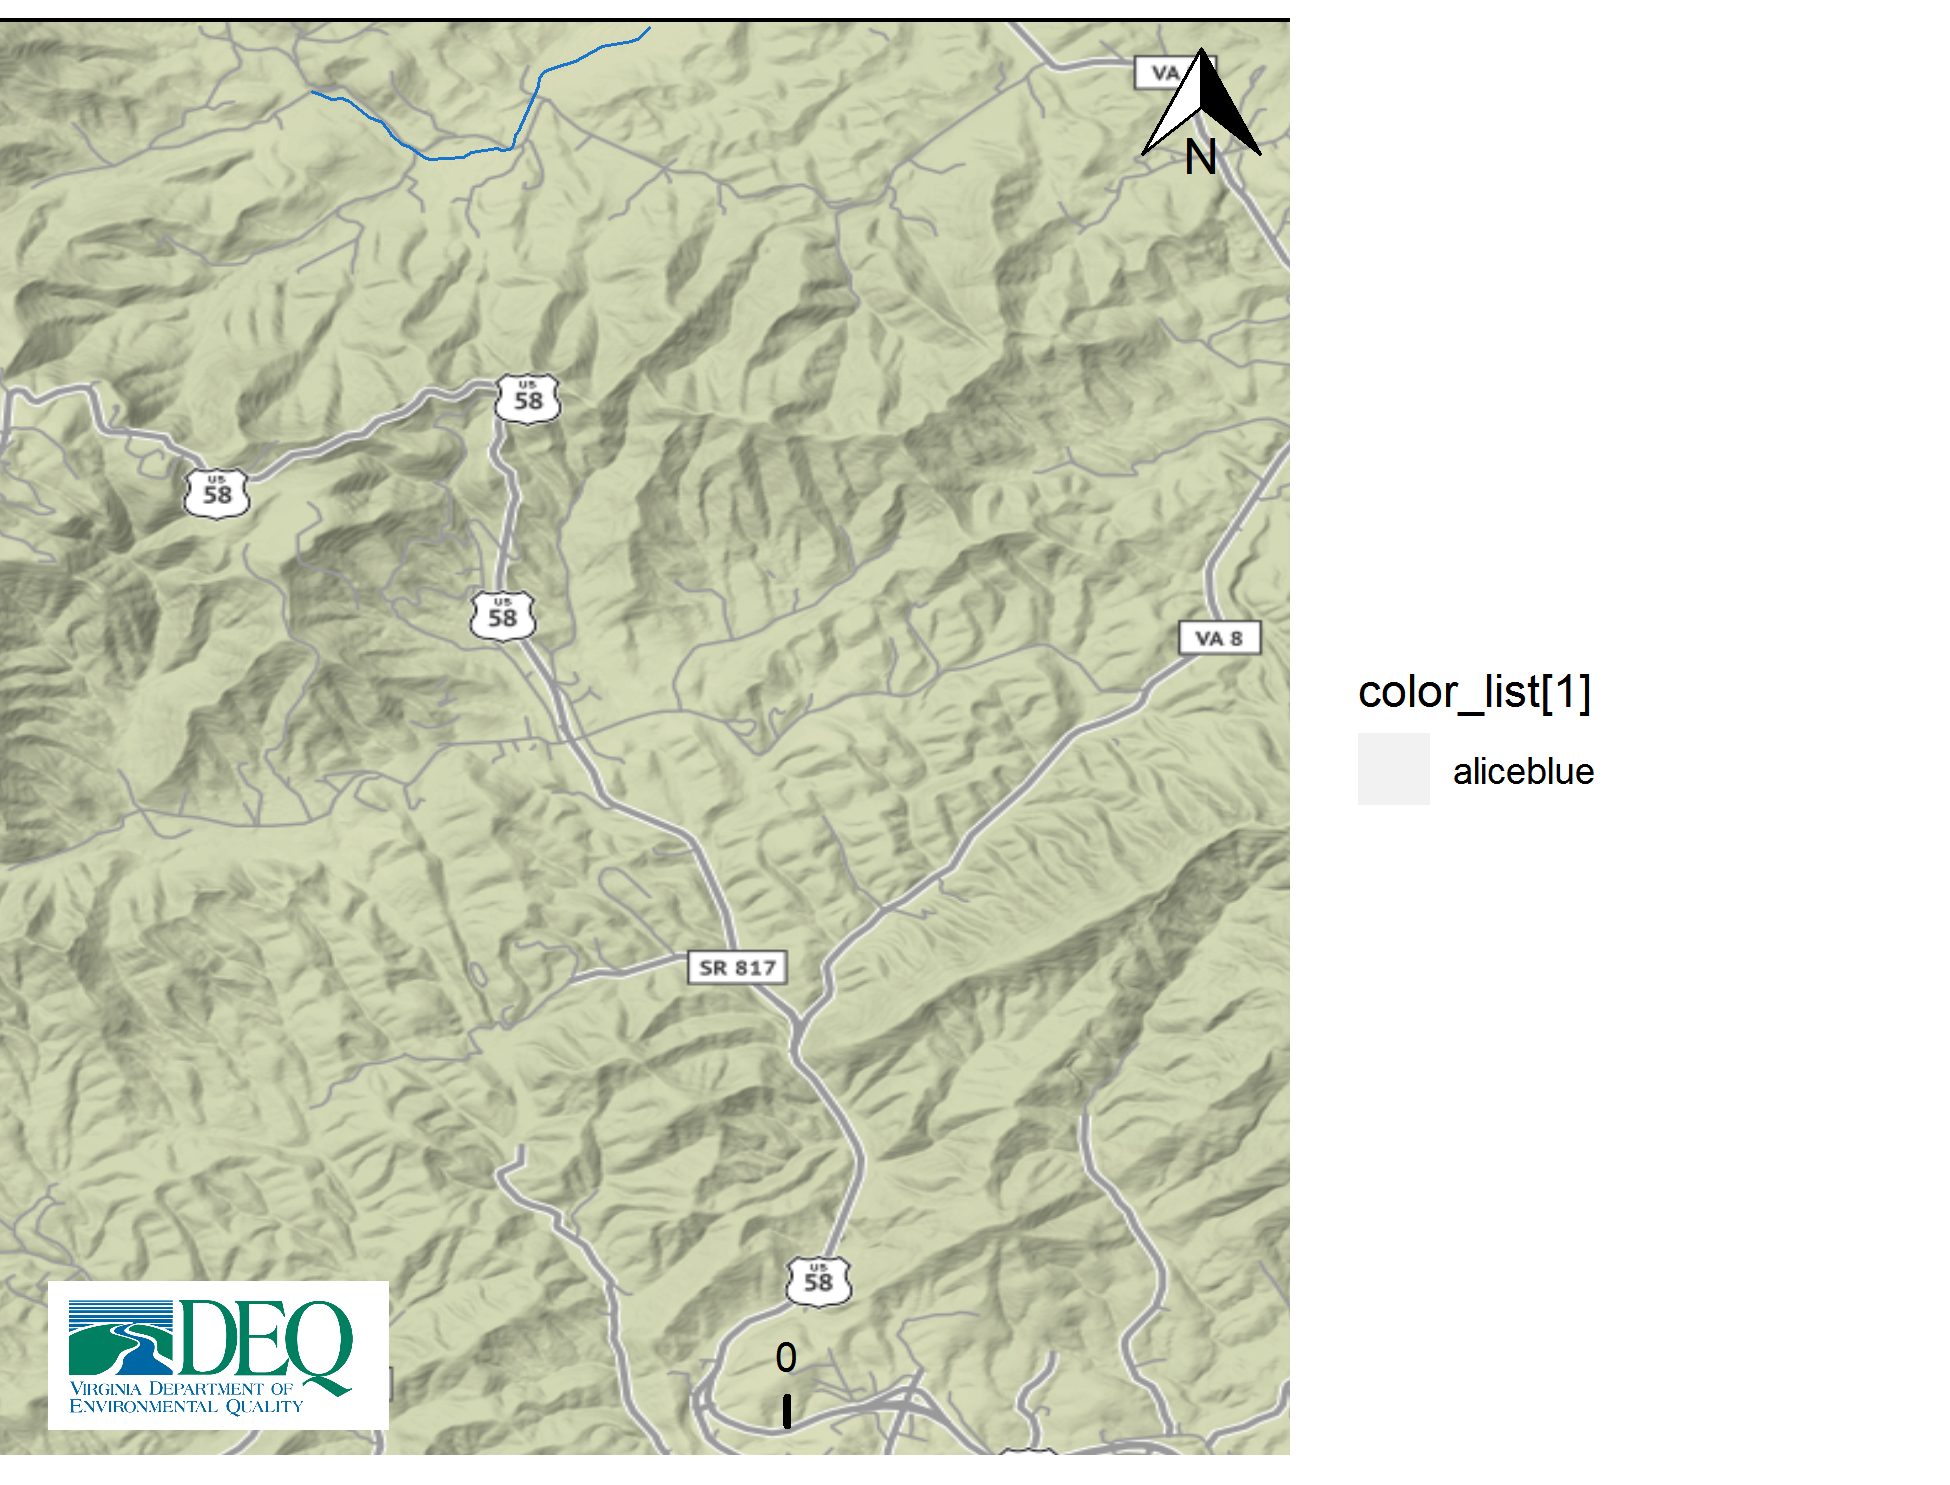 VA
N
US
58
US
58
US
58
VA 8
color_list[1]
aliceblue
SR 817
US
58
0
DEQ
VIRGINIA DEPARTMENT OF
ENVIRONMENTAL QUALITY